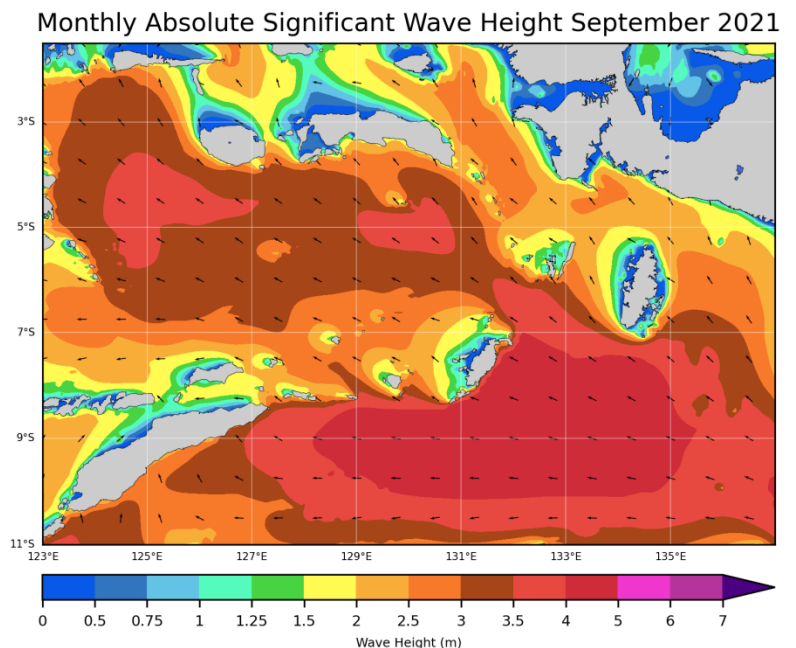 Monthly Absolute Significant Wave Height September 2021
3°S
5°S
7°S
9°S
11°S
123°E 125°E 127°E 129°E 131°E 133°E 135°E
0 0.5 0.75 1 1.25 1.5 2 2.5 3 3.5 4 5 6 7
Wave Height (m)